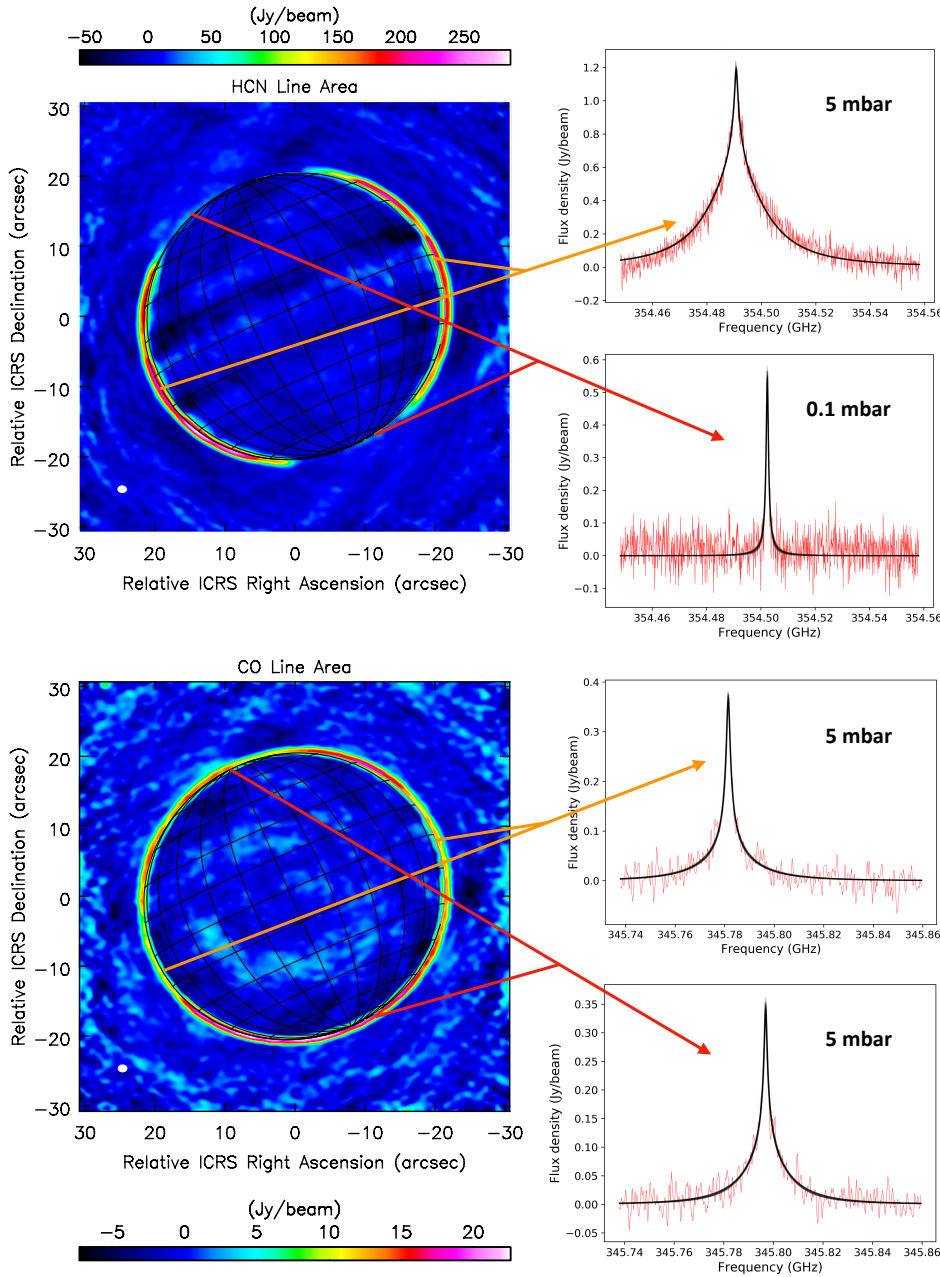 (Jy/beam)
−50 0 50 100 150 200 250
HCN Line Area
30
20
10
0
−10
−20
−30
Relative ICRS Declination (arcsec)
30 20 10 0 −10 −20 −30
Relative ICRS Right Ascension (arcsec)
5 mbar
1.2
1.0
0.8
0.6
0.4
0.2
0.0
−0.2
Flux density (Jy/beam)
354.46 354.48 354.50 354.52 354.54 354.56
Frequency (GHz)
0.1 mbar
0.6
0.5
0.4
0.3
0.2
0.1
0.0
−0.1
Flux density (Jy/beam)
354.46 354.48 354.50 354.52 354.54 354.56
Frequency (GHz)
CO Line Area
30
20
10
0
−10
−20
−30
Relative ICRS Declination (arcsec)
30 20 10 0 −10 −20 −30
Relative ICRS Right Ascension (arcsec)
(Jy/beam)
−5 0 5 10 15 20
5 mbar
0.4
0.3
0.2
0.1
0.0
Flux density (Jy/beam)
345.74 345.76 345.78 345.80 345.82 345.84 345.86
Frequency (GHz)
5 mbar
0.35
0.30
0.25
0.20
0.15
0.10
0.05
0.00
−0.05
Flux density (Jy/beam)
345.74 345.76 345.78 345.80 345.82 345.84 345.86
Frequency (GHz)